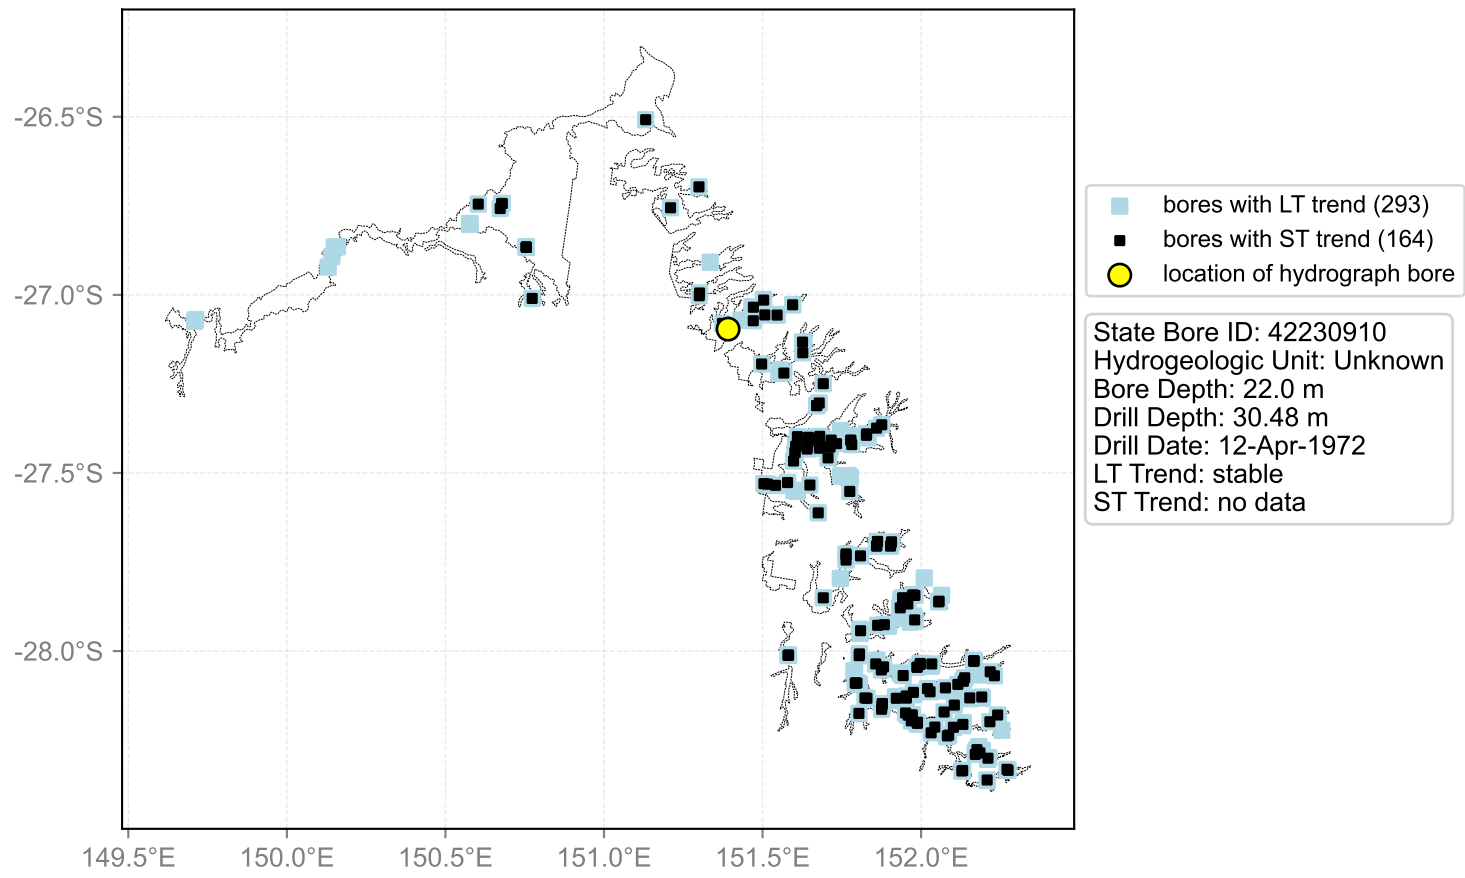 -26.5°S
-27.0°S
-27.5°S
-28.0°S
149.5°E
150.0°E
150.5°E
151.0°E
151.5°E
152.0°E
bores with LT trend (293)
bores with ST trend (164)
location of hydrograph bore
State Bore ID: 42230910
Hydrogeologic Unit: Unknown
Bore Depth: 22.0 m
Drill Depth: 30.48 m
Drill Date: 12-Apr-1972
LT Trend: stable
ST Trend: no data